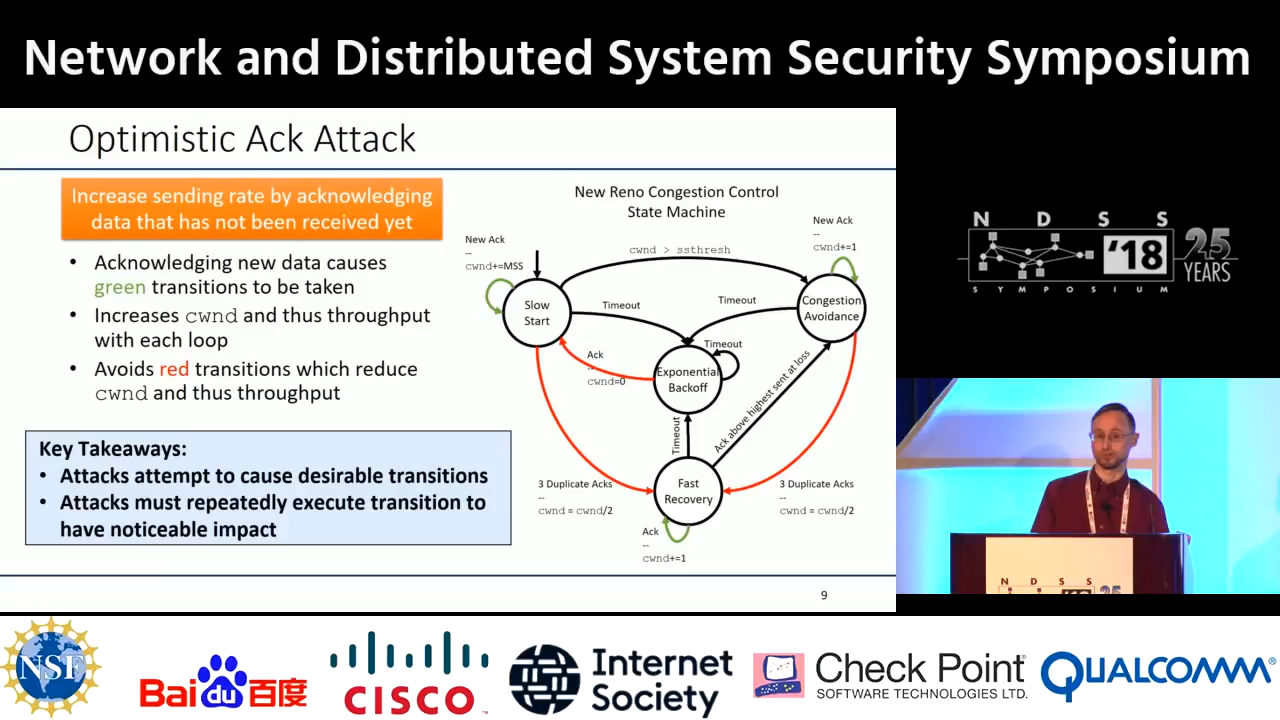 Network and Distributed System Security Symposium
Optimistic Ack Attack
Increase sending rate by acknowledging
data that has not been received yet
• Acknowledging new data causes
green transitions to be taken
• Increases cwnd and thus throughput
with each loop
• Avoids red transitions which reduce
cwnd and thus throughput
Key Takeaways:
• Attacks attempt to cause desirable transitions
• Attacks must repeatedly execute transition to
have noticeable impact
New Reno Congestion Control
State Machine
New Ack
--
cwnd+=MSS
cwnd > ssthresh
New Ack
--
cwnd+=1
Slow
Start
Timeout
Timeout
Congestion
Avoidance
Timeout
Ack
--
cwnd=0
Exponential
Backoff
Timeout
Ack above highest sent at loss
3 Duplicate Acks
--
cwnd = cwnd/2
Fast
Recovery
3 Duplicate Acks
--
cwnd = cwnd/2
Ack
--
cwnd+=1
9
N D S S
'18
25
YEARS
SYMPOSIUM
N D S S
'18 25
NSF
Bai du 百度
CISCO
Internet
Society
Check Point
SOFTWARE TECHNOLOGIES LTD.
QUALCOMM